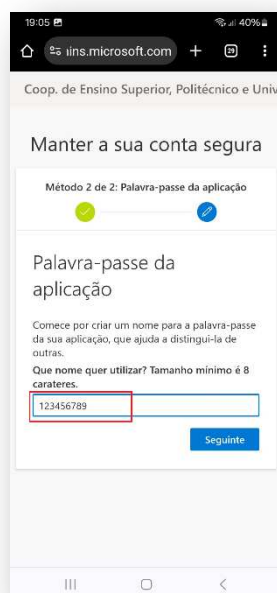 19:05
40%
ins.microsoft.com
29
Coop. de Ensino Superior, Politécnico e Univ
Manter a sua conta segura
Método 2 de 2: Palavra-passe da aplicação
Palavra-passe da
aplicação
Comece por criar um nome para a palavra-passe
da sua aplicação, que ajuda a distingui-la de
outras.
Que nome quer utilizar? Tamanho mínimo é 8
carateres.
123456789
Seguinte